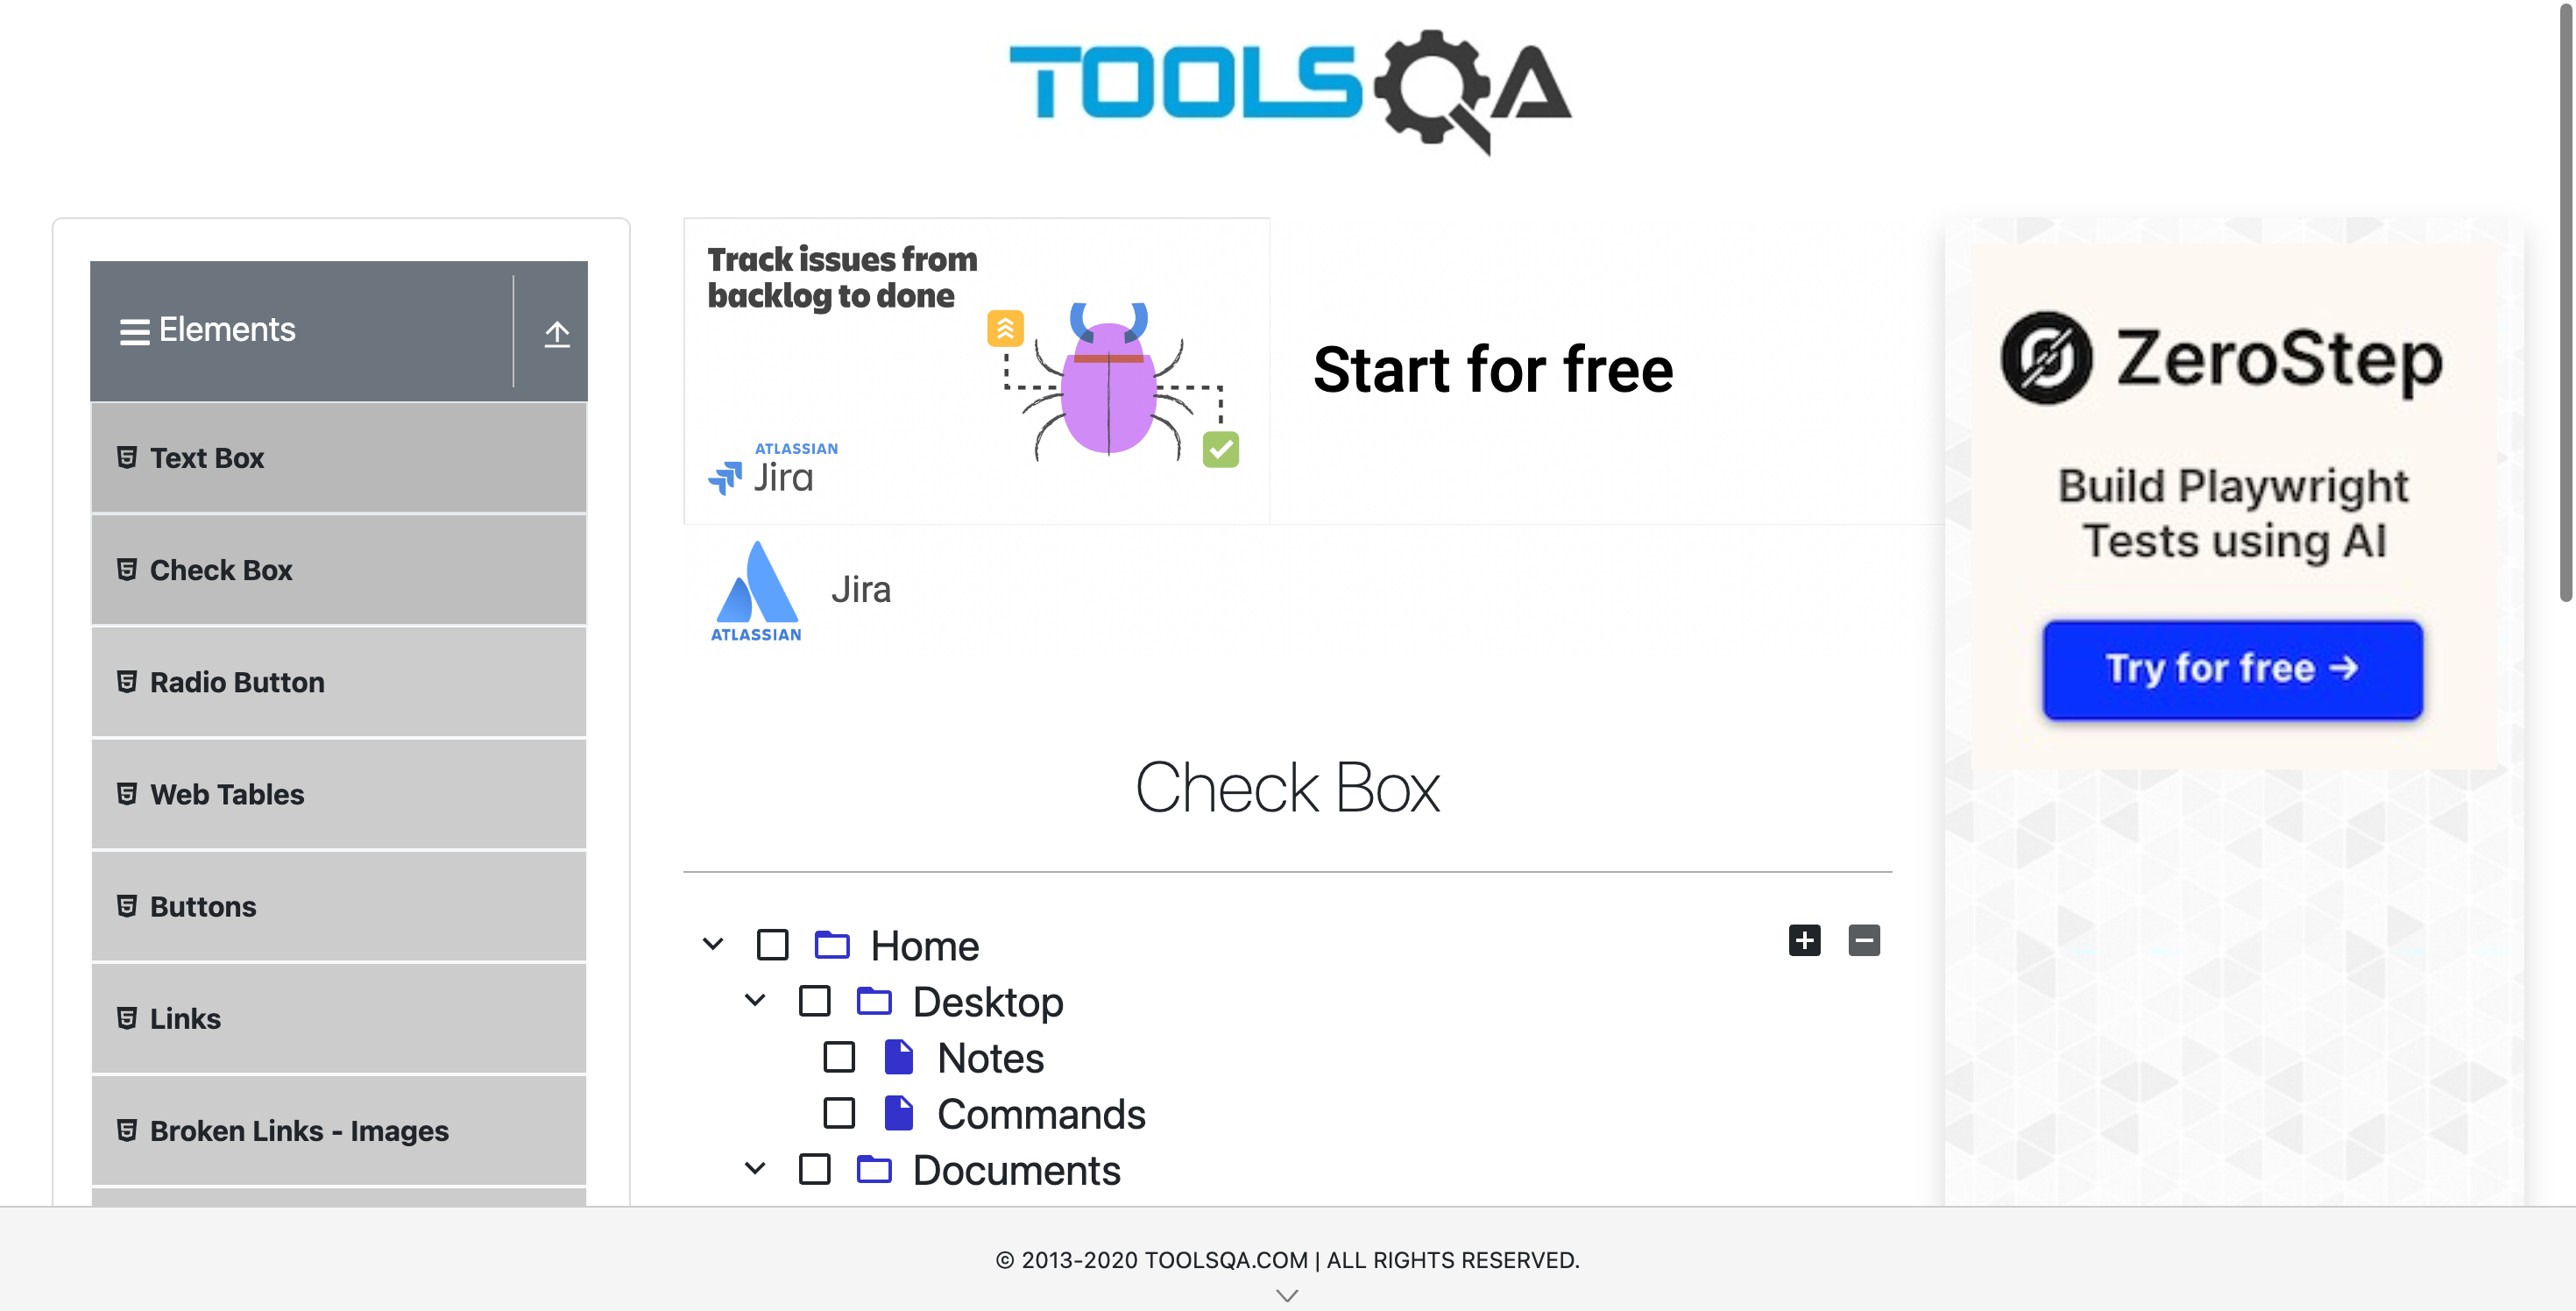 TOOLSQA
Elements
Text Box
Check Box
Radio Button
Web Tables
Buttons
Links
Broken Links - Images
Track issues from
backlog to done
ATLASSIAN
Jira
Start for free
ATLASSIAN
Jira
Check Box
Home
Desktop
Notes
Commands
Documents
ZeroStep
Build Playwright
Tests using AI
Try for free →
© 2013-2020 TOOLSQA.COM | ALL RIGHTS RESERVED.